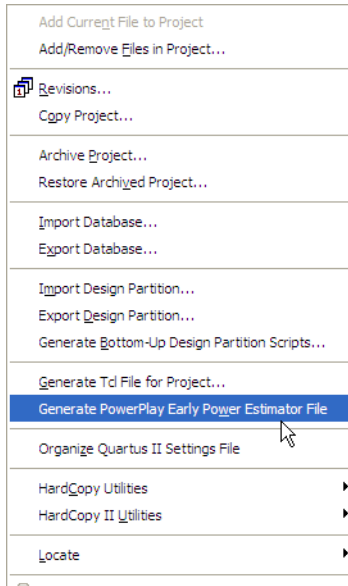 Add Current File to Project
Add/Remove Files in Project...
Revisions...
Copy Project...
Archive Project...
Restore Archived Project...
Import Database...
Export Database...
Import Design Partition...
Export Design Partition...
Generate Bottom-Up Design Partition Scripts...
Generate Tcl File for Project...
Generate PowerPlay Early Power Estimator File
Organize Quartus II Settings File
HardCopy Utilities
HardCopy II Utilities
Locate